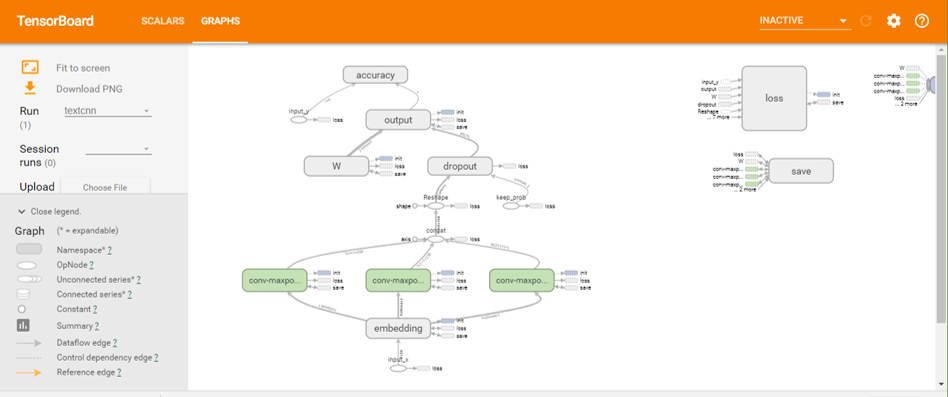 TensorBoard SCALARS GRAPHS INACTIVE
Fit to screen
Download PNG
Run textcnn
(1)
Session
runs (0)
Upload Choose File
Close legend.
Graph (* = expandable)
Namespace* ?
OpNode ?
Unconnected series* ?
Connected series* ?
Constant ?
Summary ?
Dataflow edge ?
Control dependency edge ?
Reference edge ?
accuracy
input_y
loss
output
init
loss
save
W
init
loss
save
dropout
loss
Reshape
shape
loss
keep_prob
loss
concat
axis
loss
conv-maxpo...
init
loss
save
conv-maxpo...
init
loss
save
conv-maxpo...
init
loss
save
embedding
init
loss
save
input_x
loss
input_y
output
W
dropout
Reshape
... 7 more
loss
init
save
loss
W
conv-maxp...
conv-maxp...
conv-maxp...
... 2 more
save
W
conv-maxp...
conv-maxp...
conv-maxp...
loss
... 2 more